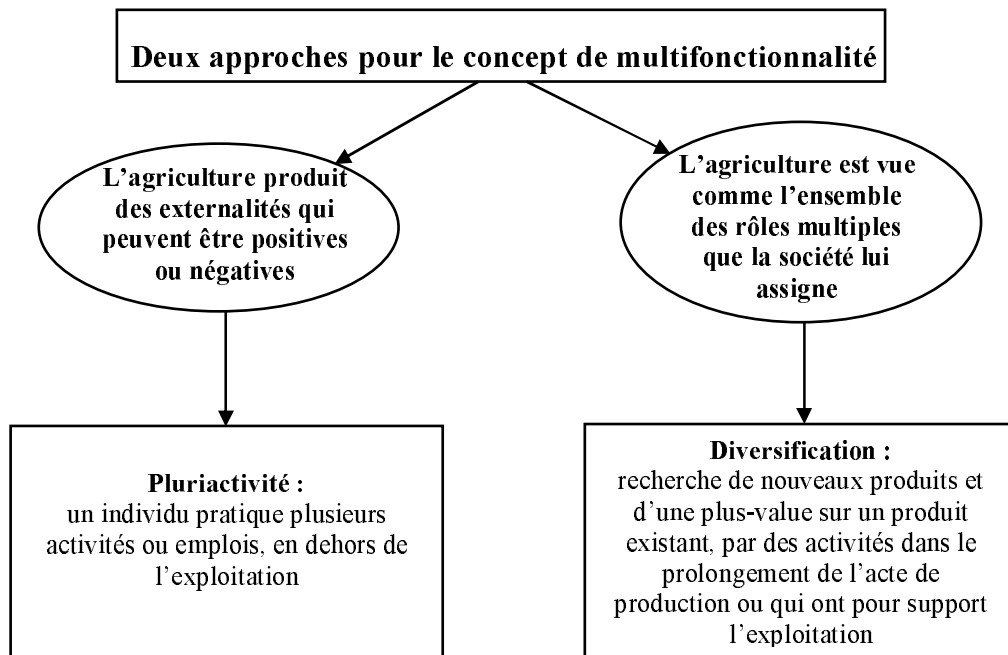 Deux approches pour le concept de multifonctionnalité
L’agriculture produit
des externalités qui
peuvent être positives
ou négatives
L’agriculture est vue
comme l’ensemble
des rôles multiples
que la société lui
assigne
Pluriactivité :
un individu pratique plusieurs
activités ou emplois, en dehors de
l’exploitation
Diversification :
recherche de nouveaux produits et
d’une plus-value sur un produit
existant, par des activités dans le
prolongement de l’acte de
production ou qui ont pour support
l’exploitation